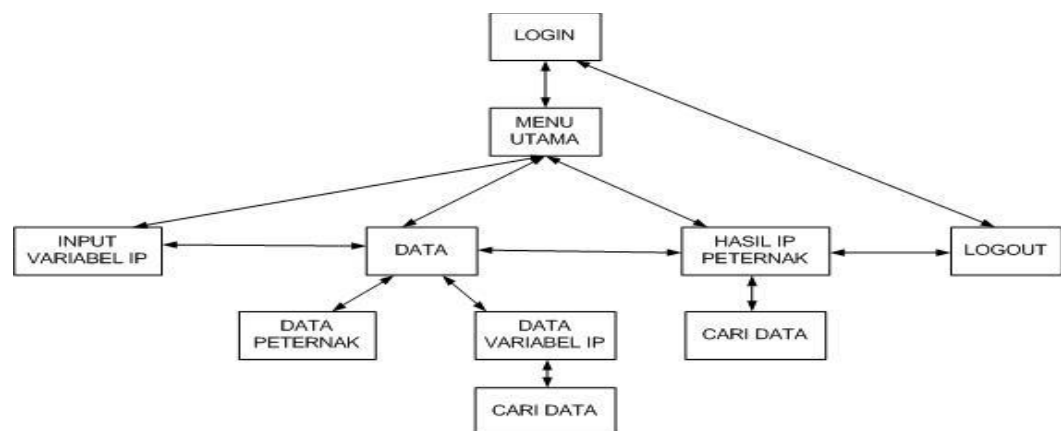 LOGIN
MENU
UTAMA
INPUT
VARIABEL IP
DATA
HASIL IP
PETERNAK
LOGOUT
DATA
PETERNAK
DATA
VARIABEL IP
CARI DATA
CARI DATA